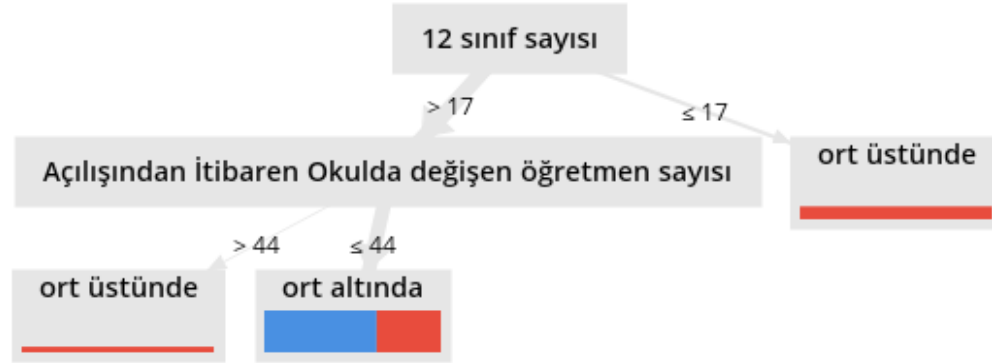 12 sınıf sayısı
> 17
≤ 17
Açılışından İtibaren Okulda değişen öğretmen sayısı
ort üstünde
> 44
≤ 44
ort üstünde
ort altında